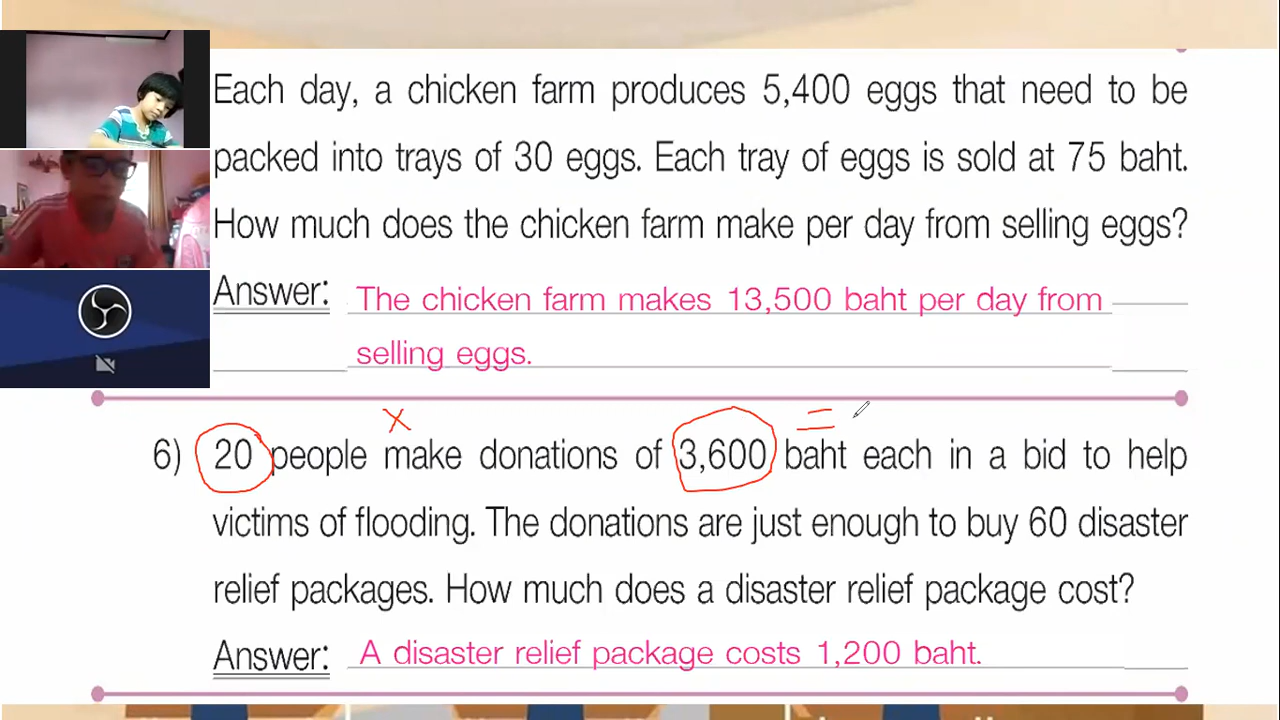 Each day, a chicken farm produces 5,400 eggs that need to be
packed into trays of 30 eggs. Each tray of eggs is sold at 75 baht.
How much does the chicken farm make per day from selling eggs?
Answer: The chicken farm makes 13,500 baht per day from
selling eggs.
× =
6) 20 people make donations of 3,600 baht each in a bid to help
victims of flooding. The donations are just enough to buy 60 disaster
relief packages. How much does a disaster relief package cost?
Answer: A disaster relief package costs 1,200 baht.